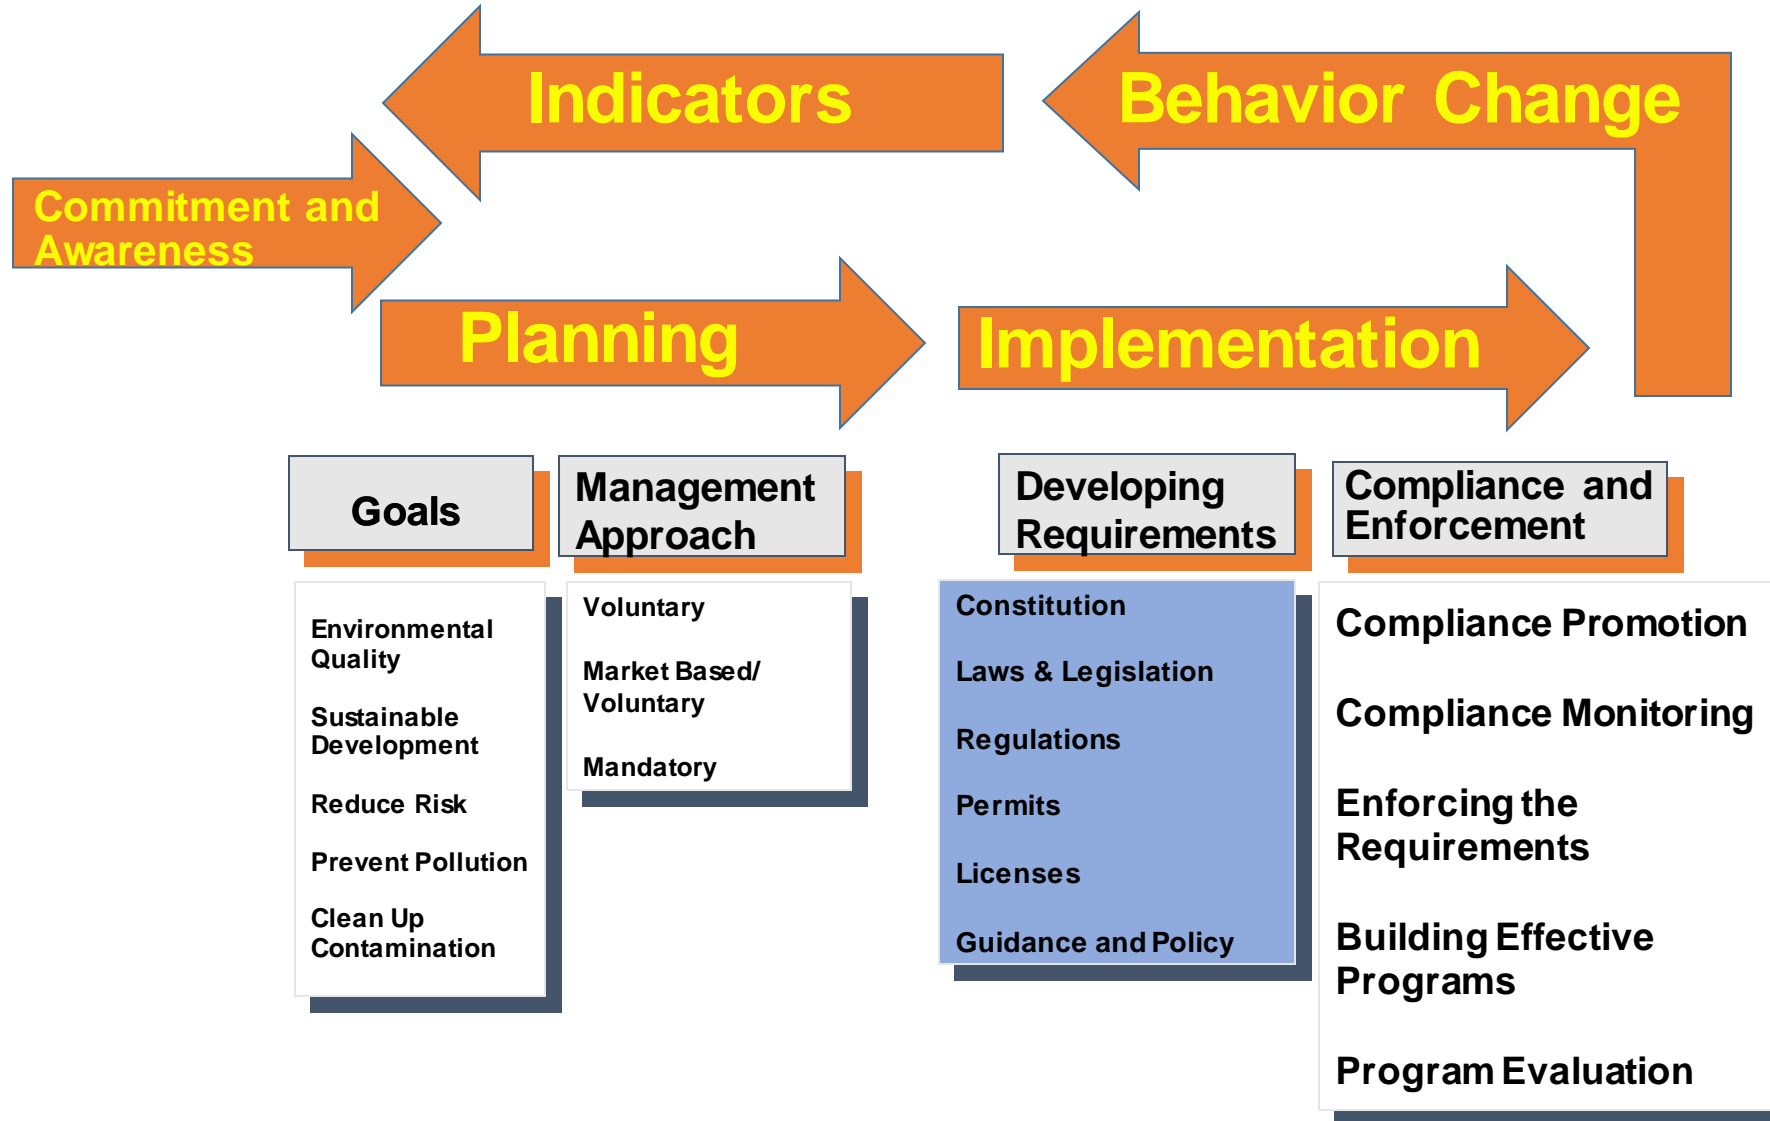 Indicators
Behavior Change
Commitment and
Awareness
Planning
Implementation
Goals
Management
Approach
Developing
Requirements
Compliance and
Enforcement
Environmental
Quality
Sustainable
Development
Reduce Risk
Prevent Pollution
Clean Up
Contamination
Voluntary
Market Based/
Voluntary
Mandatory
Constitution
Laws & Legislation
Regulations
Permits
Licenses
Guidance and Policy
Compliance Promotion
Compliance Monitoring
Enforcing the
Requirements
Building Effective
Programs
Program Evaluation